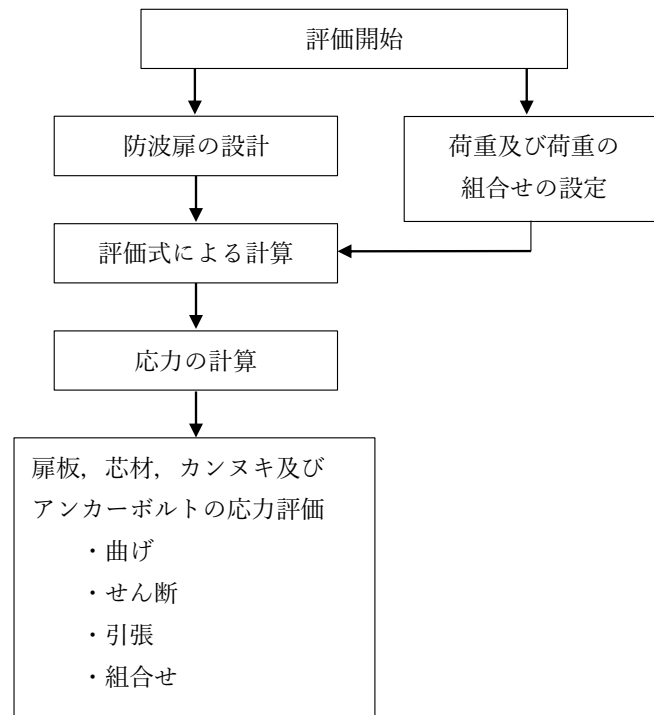 評価開始
防波扉の設計
荷重及び荷重の
組合せの設定
評価式による計算
応力の計算
扉板，芯材，カンヌキ及び
アンカーボルトの応力評価
・曲げ
・せん断
・引張
・組合せ